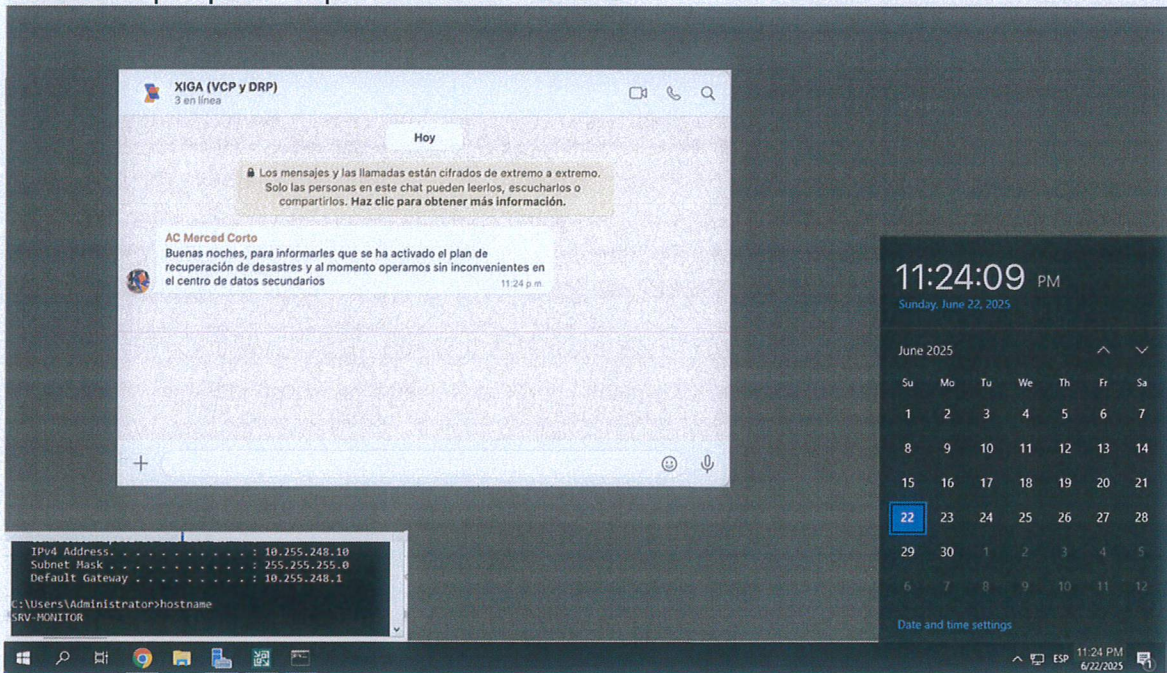 XIGA (VCP y DRP)
3 en línea
Hoy
Los mensajes y las llamadas están cifrados de extremo a extremo.
Solo las personas en este chat pueden leerlos, escucharlos o
compartirlos. Haz clic para obtener más información.
AC Merced Corto
Buenas noches, para informarles que se ha activado el plan de
recuperación de desastres y al momento operamos sin inconvenientes en
el centro de datos secundarios
11:24 p.m.
IPv4 Address. . . . . . . . . . . : 10.255.248.10
Subnet Mask . . . . . . . . . . . : 255.255.255.0
Default Gateway . . . . . . . . . : 10.255.248.1
C:\Users\Administrator>hostname
SRV-MONITOR
11:24:09 PM
Sunday, June 22, 2025
June 2025
Su Mo Tu We Th Fr Sa
1 2 3 4 5 6 7
8 9 10 11 12 13 14
15 16 17 18 19 20 21
22 23 24 25 26 27 28
29 30 1 2 3 4 5
6 7 8 9 10 11 12
Date and time settings
ESP
11:24 PM
6/22/2025
1